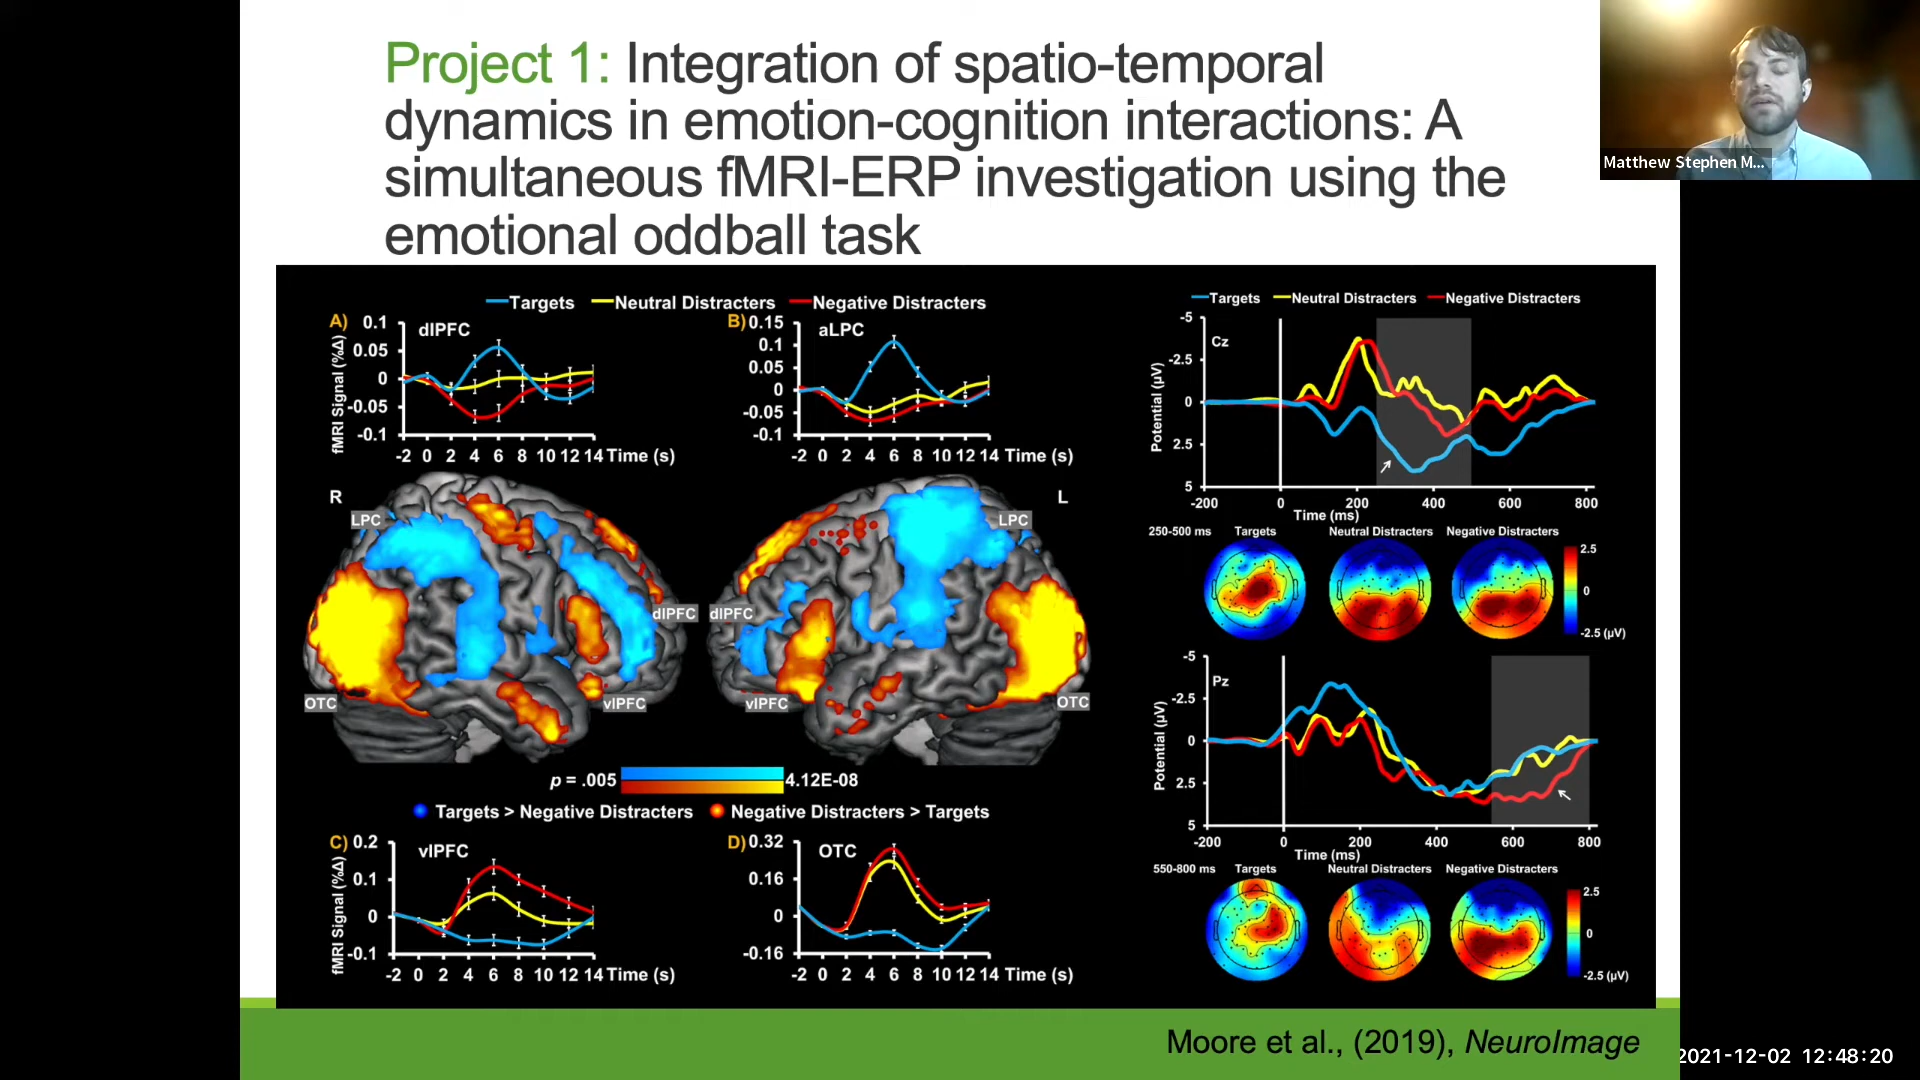 Project 1: Integration of spatio-temporal
dynamics in emotion-cognition interactions: A
simultaneous fMRI-ERP investigation using the
emotional oddball task
Matthew Stephen M...
Targets Neutral Distracters Negative Distracters
A) 0.1 0.05 0 -0.05 -0.1
fMRI Signal (%Δ)
dlPFC
-2 0 2 4 6 8 10 12 14 Time (s)
B) 0.15 0.1 0.05 0 -0.05 -0.1
aLPC
-2 0 2 4 6 8 10 12 14 Time (s)
R
LPC
dlPFC
OTC
vlPFC
L
LPC
dlPFC
vlPFC
OTC
p = .005 4.12E-08
Targets > Negative Distracters Negative Distracters > Targets
C) 0.2 0.1 0 -0.1
fMRI Signal (%Δ)
vlPFC
-2 0 2 4 6 8 10 12 14 Time (s)
D) 0.32 0.16 0 -0.16
OTC
-2 0 2 4 6 8 10 12 14 Time (s)
Targets Neutral Distracters Negative Distracters
-5 -2.5 0 2.5 5
Potential (µV)
Cz
-200 0 200 400 600 800
Time (ms)
250-500 ms Targets Neutral Distracters Negative Distracters
2.5
0
-2.5 (µV)
-5 -2.5 0 2.5 5
Potential (µV)
Pz
-200 0 200 400 600 800
Time (ms)
550-800 ms Targets Neutral Distracters Negative Distracters
2.5
0
-2.5 (µV)
Moore et al., (2019), NeuroImage
2021-12-02 12:48:20